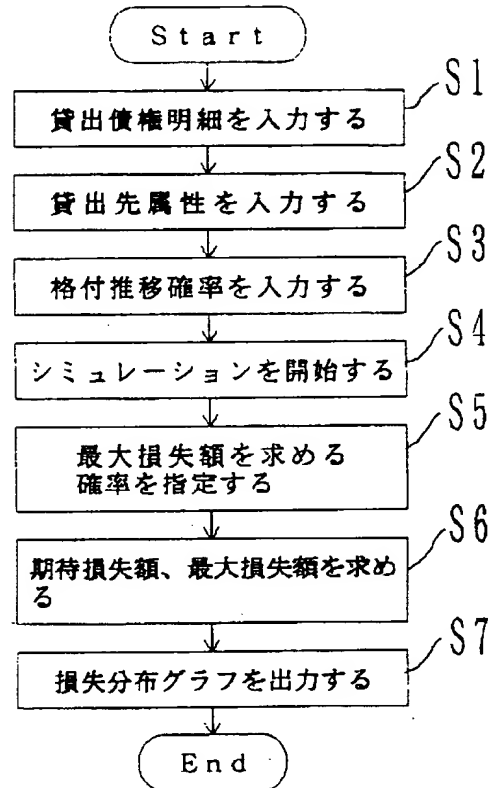 Start
S1
貸出債権明細を入力する
S2
貸出先属性を入力する
S3
格付推移確率を入力する
S4
シミュレーションを開始する
S5
最大損失額を求める
確率を指定する
S6
期待損失額、最大損失額を求め
る
S7
損失分布グラフを出力する
End